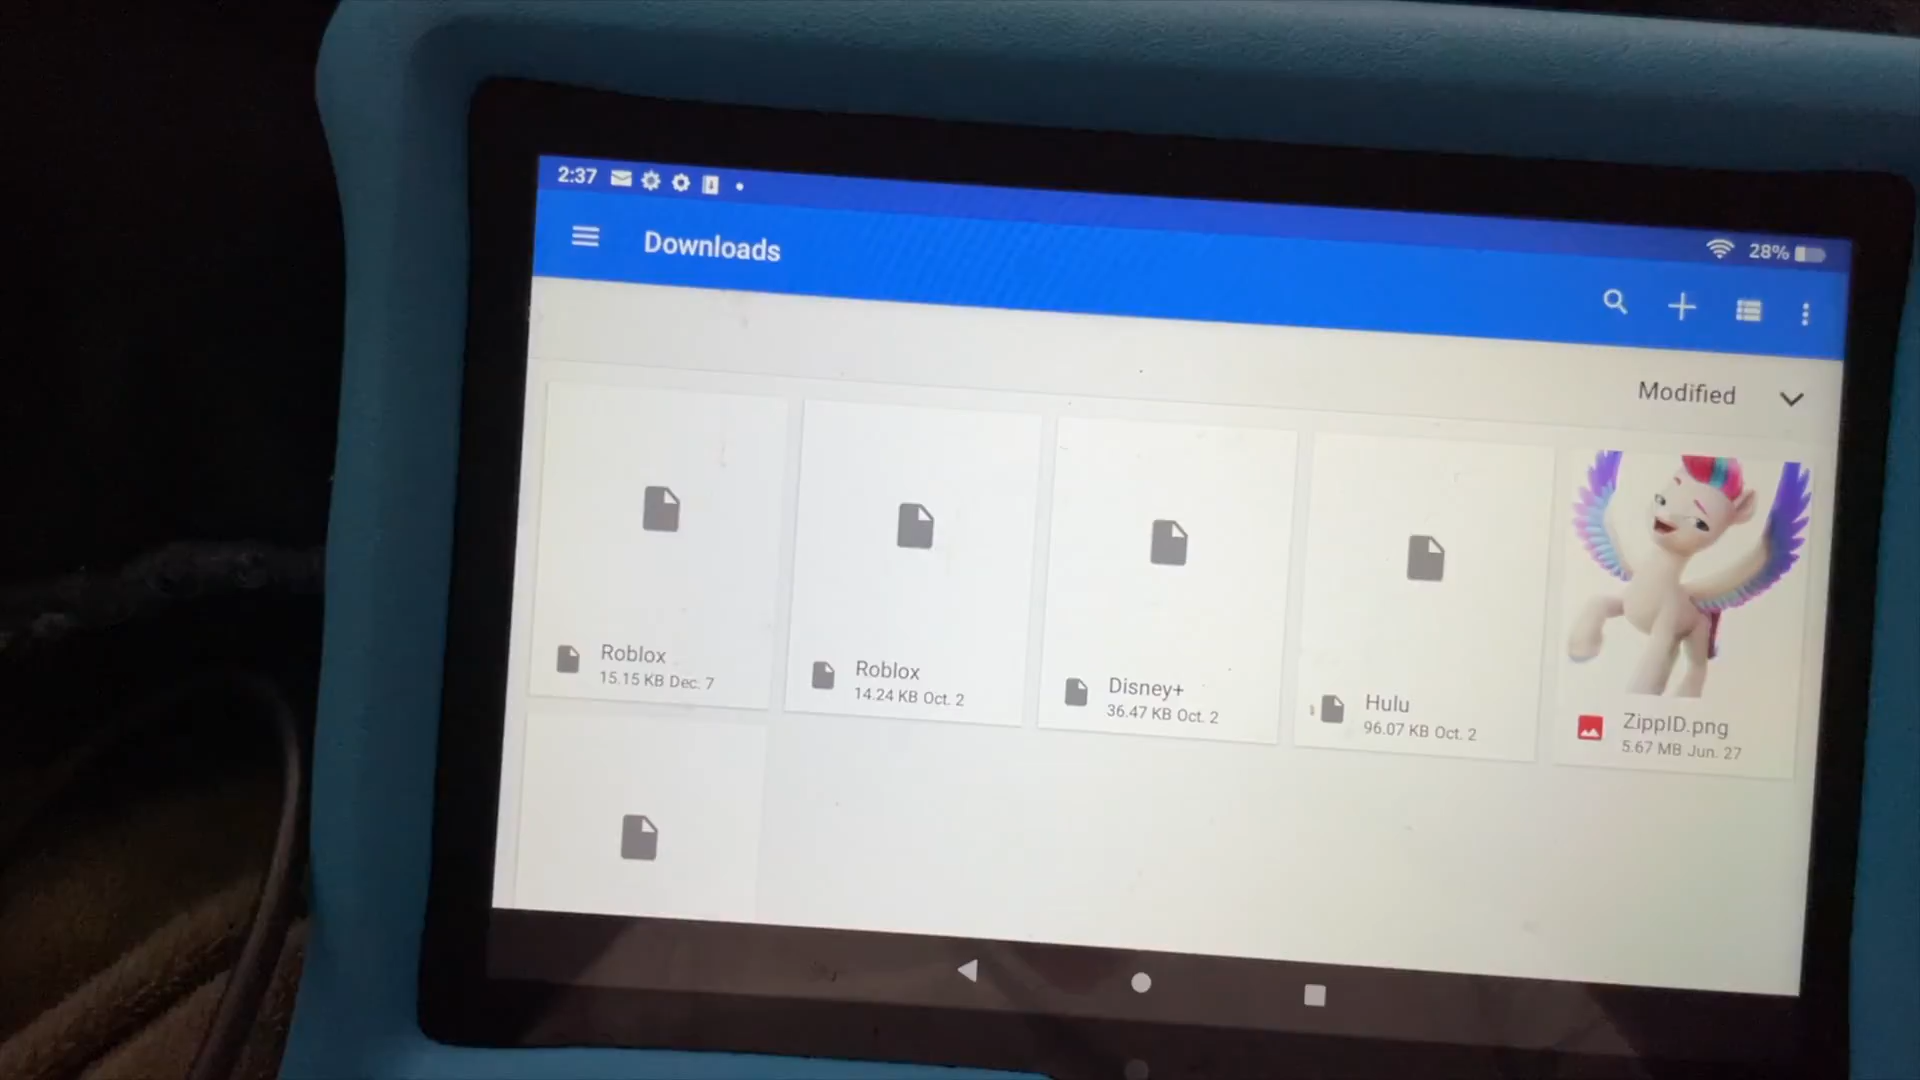 2:37
28%
Downloads
Modified
Roblox
15.15 KB Dec. 7
Roblox
14.24 KB Oct. 2
Disney+
36.47 KB Oct. 2
Hulu
96.07 KB Oct. 2
ZippID.png
5.67 MB Jun. 27